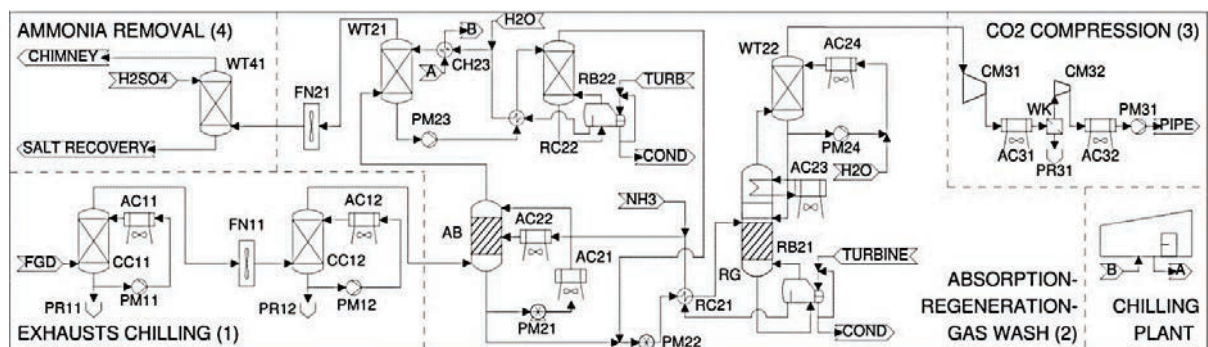 AMMONIA REMOVAL (4)
CHIMNEY
H2SO4
WT41
SALT RECOVERY
FN21
WT21
B
A
CH23
H2O
PM23
RC22
RB22
TURB
COND
WT22
AC24
PM24
H2O
AC23
CO2 COMPRESSION (3)
CM31
CM32
WK
AC31
PR31
AC32
PM31
PIPE
FGD
CC11
AC11
PM11
PR11
FN11
AC12
CC12
PM12
PR12
EXHAUSTS CHILLING (1)
AB
AC22
AC21
PM21
NH3
PM22
RC21
RG
RB21
TURBINE
COND
ABSORPTION-
REGENERATION-
GAS WASH (2)
B
A
CHILLING
PLANT